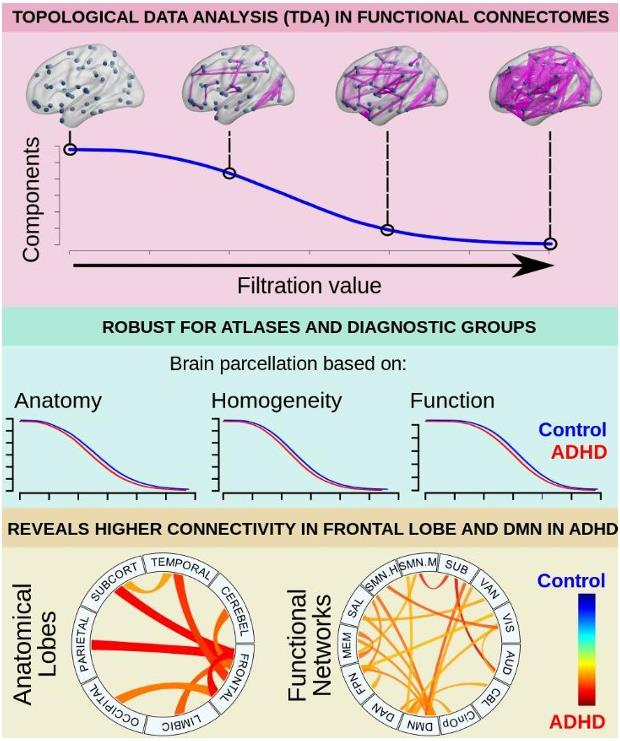 TOPOLOGICAL DATA ANALYSIS (TDA) IN FUNCTIONAL CONNECTOMES
Components
Filtration value
ROBUST FOR ATLASES AND DIAGNOSTIC GROUPS
Brain parcellation based on:
Anatomy
Homogeneity
Function
Control
ADHD
REVEALS HIGHER CONNECTIVITY IN FRONTAL LOBE AND DMN IN ADHD
Anatomical
Lobes
SUBCORT
TEMPORAL
CEREBEL
FRONTAL
LIMBIC
OCCIPITAL
PARIETAL
Functional
Networks
SMN.H
SMN.M
SUB
VAN
VIS
AUD
CBL
CinOp
DMN
DAN
FPN
MEM
SAL
Control
ADHD